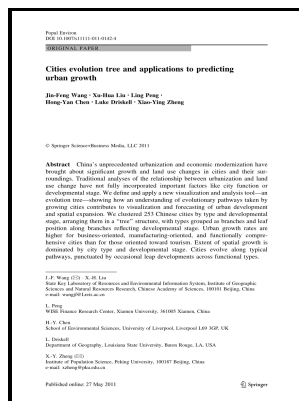 Popul Environ
DOI 10.1007/s11111-011-0142-4
ORIGINAL PAPER
Cities evolution tree and applications to predicting
urban growth
Jin-Feng Wang · Xu-Hua Liu · Ling Peng ·
Hong-Yan Chen · Luke Driskell · Xiao-Ying Zheng
© Springer Science+Business Media, LLC 2011
Abstract China's unprecedented urbanization and economic modernization have
brought about significant growth and land use changes in cities and their sur-
roundings. Traditional analyses of the relationship between urbanization and land
use change have not fully incorporated important factors like city function or
developmental stage. We define and apply a new visualization and analysis tool—an
evolution tree—showing how an understanding of evolutionary pathways taken by
growing cities contributes to visualization and forecasting of urban development
and spatial expansion. We clustered 253 Chinese cities by type and developmental
stage, arranging them in a "tree" structure, with types grouped as branches and leaf
position along branches reflecting developmental stage. Urban growth rates are
higher for business-oriented, manufacturing-oriented, and functionally compre-
hensive cities than for those oriented toward tourism. Extent of spatial growth is
dominated by city type and developmental stage. Cities evolve along typical
pathways, punctuated by occasional leap developments across functional types.
J.-F. Wang (✉) · X.-H. Liu
State Key Laboratory of Resources and Environmental Information System, Institute of Geographic
Sciences and Natural Resources Research, Chinese Academy of Sciences, 100101 Beijing, China
e-mail: wangjf@Lreis.ac.cn
L. Peng
WISE Finance Research Center, Xiamen University, 361005 Xiamen, China
H.-Y. Chen
School of Environmental Sciences, University of Liverpool, Liverpool L69 3GP, UK
L. Driskell
Department of Geography, Louisiana State University, Baton Rouge, LA, USA
X.-Y. Zheng (✉)
Institute of Population Science, Peking University, 100187 Beijing, China
e-mail: xzheng@pku.edu.cn
Published online: 27 May 2011
Springer